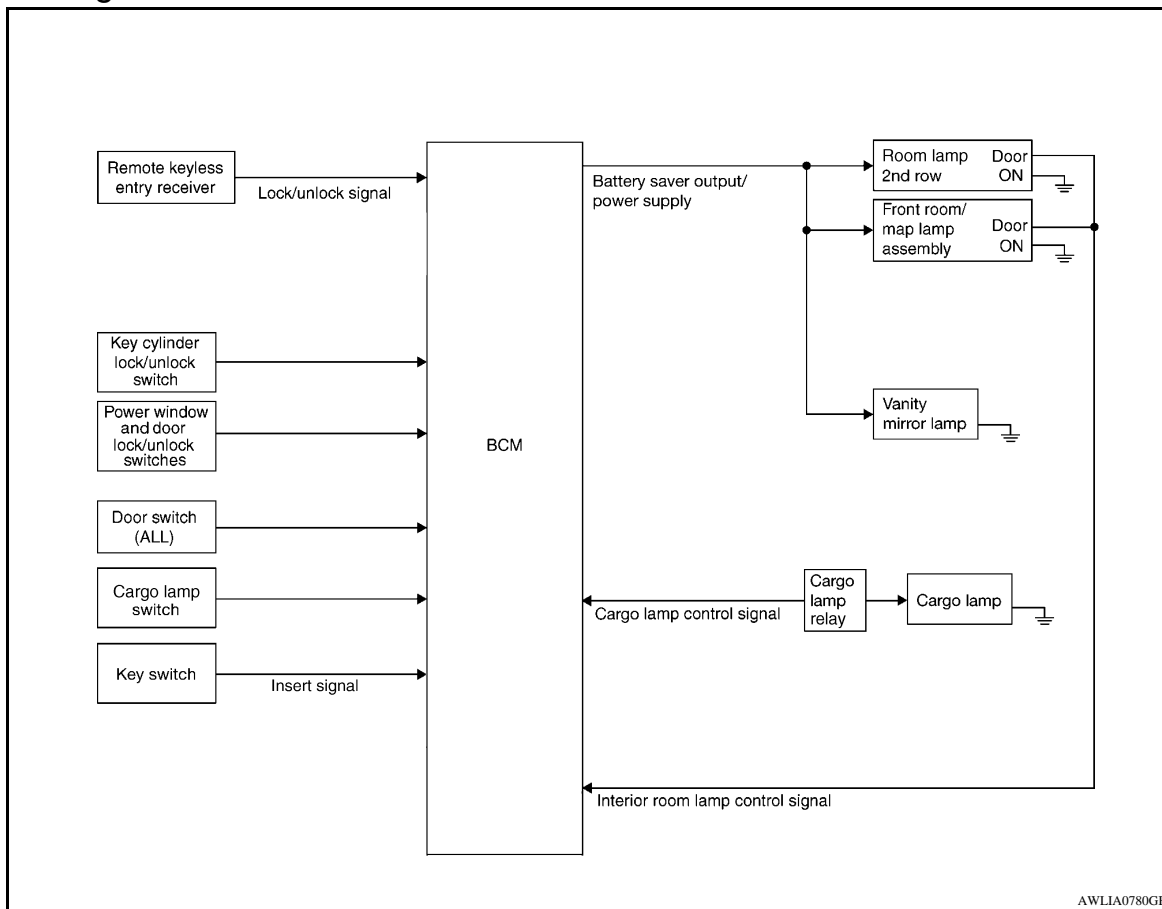 Remote keyless
entry receiver
Lock/unlock signal
Key cylinder
lock/unlock
switch
Power window
and door
lock/unlock
switches
Door switch
(ALL)
Cargo lamp
switch
Key switch
Insert signal
BCM
Battery saver output/
power supply
Room lamp Door
2nd row ON
Front room/
map lamp Door
assembly ON
Vanity
mirror lamp
Cargo
lamp
relay
Cargo lamp
Cargo lamp control signal
Interior room lamp control signal